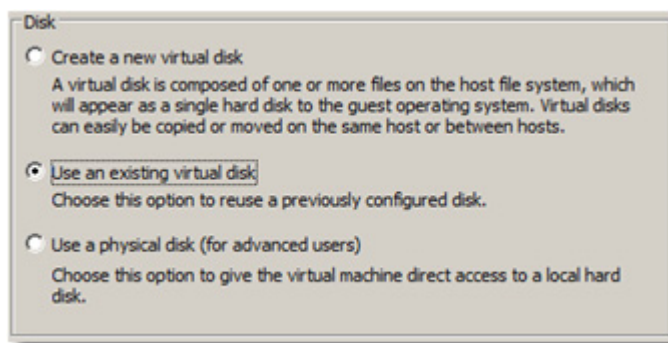 Disk
Create a new virtual disk
A virtual disk is composed of one or more files on the host file system, which
will appear as a single hard disk to the guest operating system. Virtual disks
can easily be copied or moved on the same host or between hosts.
Use an existing virtual disk
Choose this option to reuse a previously configured disk.
Use a physical disk (for advanced users)
Choose this option to give the virtual machine direct access to a local hard
disk.